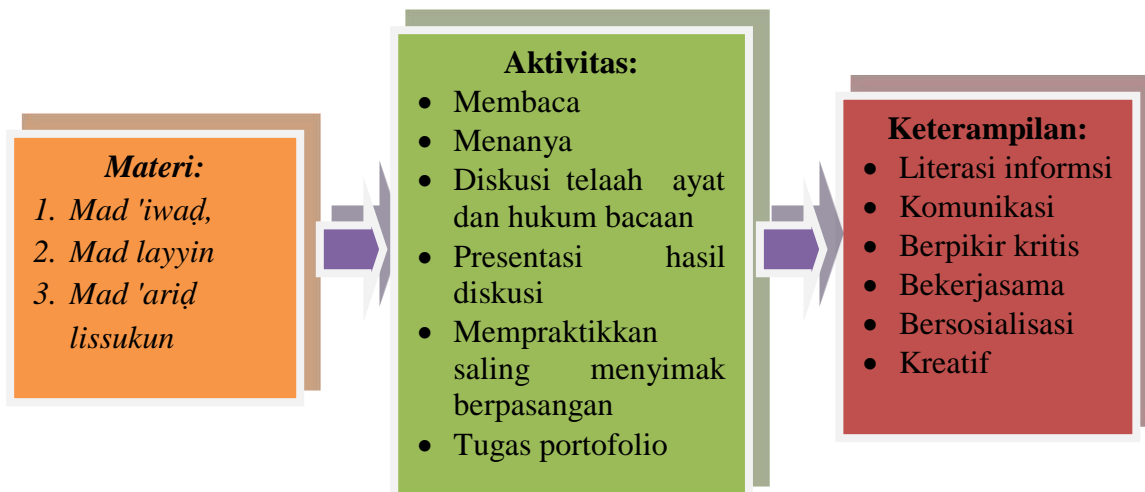 Materi:
1. Mad 'iwaḍ,
2. Mad layyin
3. Mad 'ariḍ
lissukun
Aktivitas:
• Membaca
• Menanya
• Diskusi telaah ayat
dan hukum bacaan
• Presentasi hasil
diskusi
• Mempraktikkan
saling menyimak
berpasangan
• Tugas portofolio
Keterampilan:
• Literasi informsi
• Komunikasi
• Berpikir kritis
• Bekerjasama
• Bersosialisasi
• Kreatif